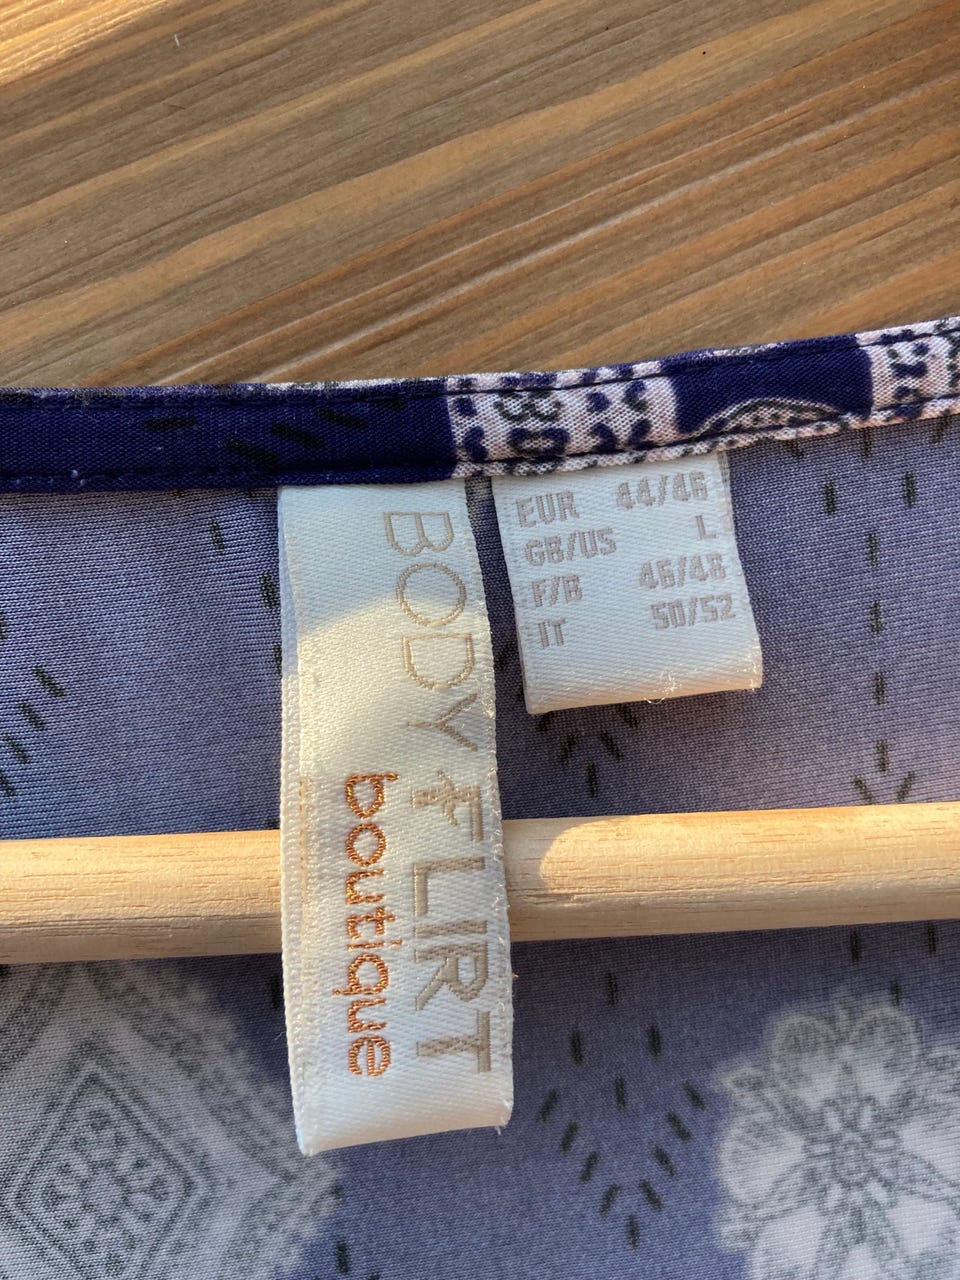 BODY FLIRT
boutique
EUR 44/46
GB/US L
F/B 46/48
IT 50/52